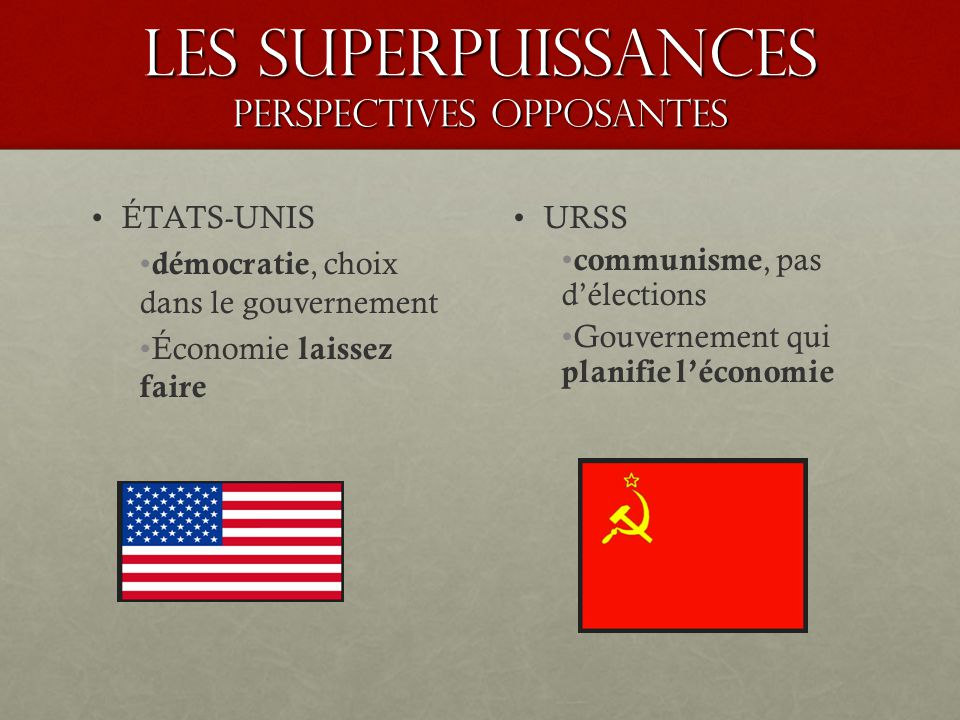 LES SUPERPUISSANCES
PERSPECTIVES OPPOSANTES
• ÉTATS-UNIS
•démocratie, choix
dans le gouvernement
•Économie laissez
faire
• URSS
•communisme, pas
d’élections
•Gouvernement qui
planifie l’économie